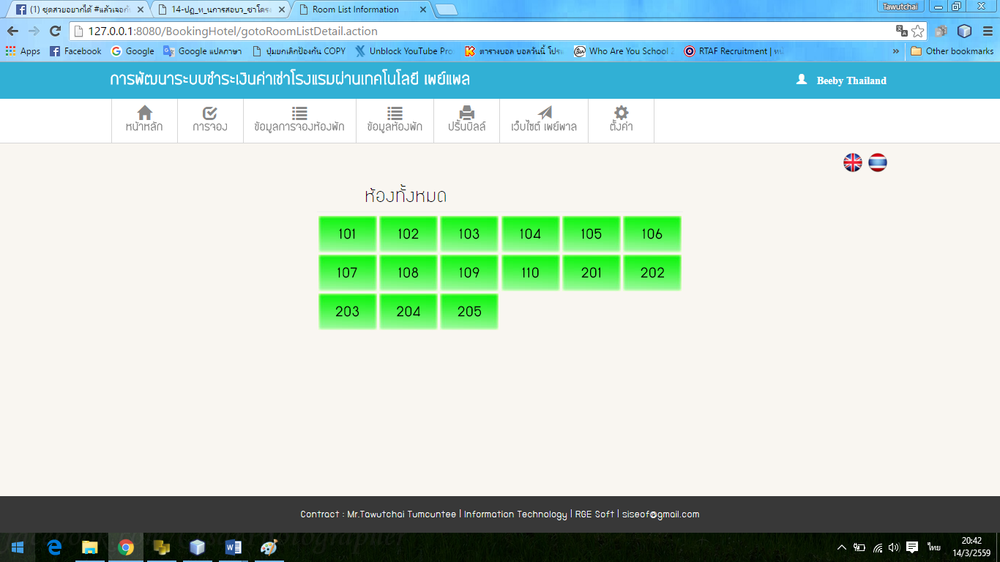 (1) ชุดสวยอยากได้ #แล้วเจอกั
14-ปฏ_ท_นการสอบว_ชาโครง
Room List Information
Tawutchai
127.0.0.1:8080/BookingHotel/gotoRoomListDetail.action
Apps Facebook Google Google แปลภาษา ปุ่มยกเลิกป้องกัน COPY Unblock YouTube Pro ตารางบอล บอลวันนี้ โปร Who Are You School 2 RTAF Recruitment | หน้ » Other bookmarks
การพัฒนาระบบชำระเงินค่าเช่าโรงแรมผ่านเทคโนโลยี เพย์แพล
Beeby Thailand
หน้าหลัก การจอง ข้อมูลการจองห้องพัก ข้อมูลห้องพัก ปริ้นบิลล์ เว็บไซต์ เพย์พาล ตั้งค่า
ห้องทั้งหมด
101 102 103 104 105 106
107 108 109 110 201 202
203 204 205
Contract : Mr.Tawutchai Tumcuntee | Information Technology | RGE Soft | siseof@gmail.com
ไทย
20:42
14/3/2559